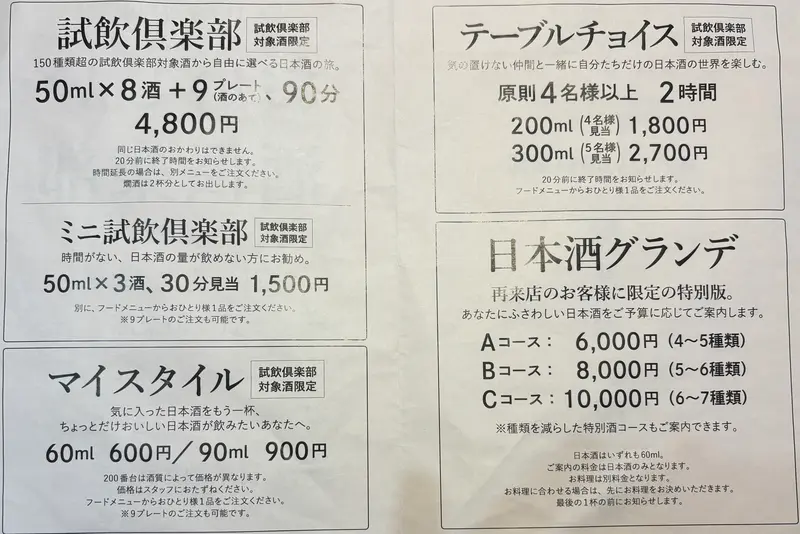 試飲倶楽部
試飲倶楽部
対象酒限定
150種類超の試飲倶楽部対象酒から自由に選べる日本酒の旅。
50ml×8酒 + 9プレート(酒のあて)、90分
4,800円
同じ日本酒のおかわりはできません。
20分前に終了時間をお知らせします。
時間延長の場合は、別メニューをご注文ください。
燗酒は2杯分としてお出しします。
ミニ試飲倶楽部
試飲倶楽部
対象酒限定
時間がない、日本酒の量が飲めない方にお勧め。
50ml×3酒、30分見当 1,500円
別に、フードメニューからおひとり様1品をご注文ください。
※9プレートのご注文も可能です。
マイスタイル
試飲倶楽部
対象酒限定
気に入った日本酒をもう一杯、
ちょっとだけおいしい日本酒が飲みたいあなたへ。
60ml 600円/90ml 900円
200番台は酒質によって価格が異なります。
価格はスタッフにおたずねください。
フードメニューからおひとり様1品をご注文ください。
※9プレートのご注文も可能です。
テーブルチョイス
試飲倶楽部
対象酒限定
気の置けない仲間と一緒に自分たちだけの日本酒の世界を楽しむ。
原則4名様以上 2時間
200ml (4名様見当) 1,800円
300ml (5名様見当) 2,700円
20分前に終了時間をお知らせします。
フードメニューからおひとり様1品をご注文ください。
日本酒グランデ
再来店のお客様に限定の特別版。
あなたにふさわしい日本酒をご予算に応じてご案内します。
Aコース: 6,000円(4〜5種類)
Bコース: 8,000円(5〜6種類)
Cコース: 10,000円(6〜7種類)
※種類を減らした特別酒コースもご案内できます。
日本酒はいずれも60ml。
ご案内の料金は日本酒のみとなります。
お料理は別料金となります。
お料理に合わせる場合は、先にお料理をお決めいただきます。
最後の1杯の前にお知らせします。